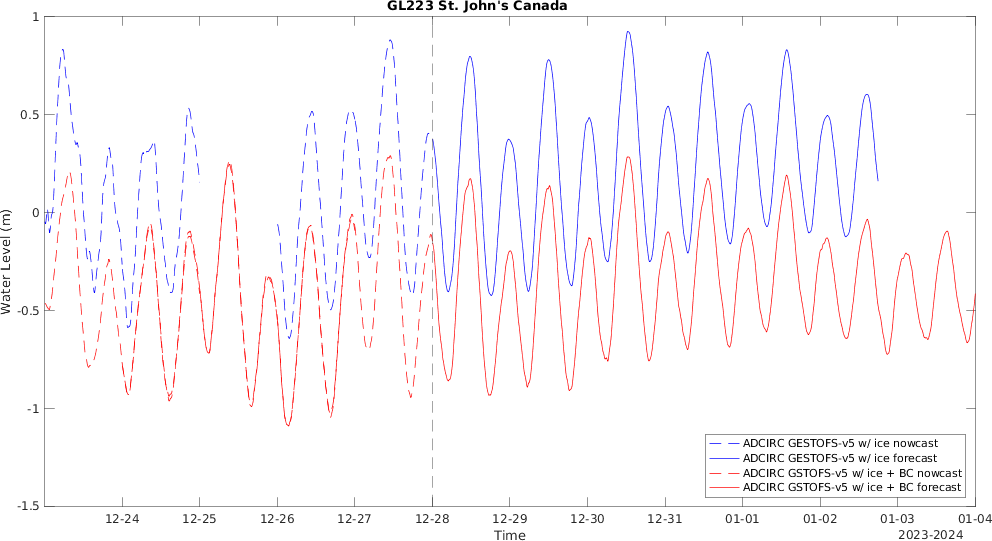 GL223 St. John's Canada
Water Level (m)
1
0.5
0
-0.5
-1
-1.5
ADCIRC GESTOFS-v5 w/ ice nowcast
ADCIRC GESTOFS-v5 w/ ice forecast
ADCIRC GSTOFS-v5 w/ ice + BC nowcast
ADCIRC GSTOFS-v5 w/ ice + BC forecast
12-24 12-25 12-26 12-27 12-28 12-29 12-30 12-31 01-01 01-02 01-03 01-04
Time
2023-2024